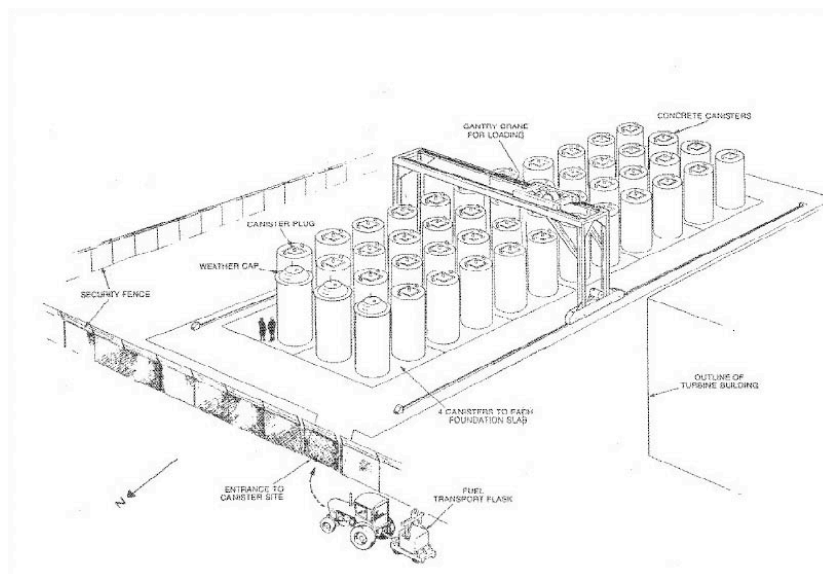 CONCRETE CANISTERS
GANTRY CRANE
FOR LOADING
CANISTER PLUG
WEATHER CAP
SECURITY FENCE
OUTLINE OF
TURBINE BUILDING
4 CANISTERS TO EACH
FOUNDATION SLAB
ENTRANCE TO
CANISTER SITE
FUEL
TRANSPORT FLASK
N